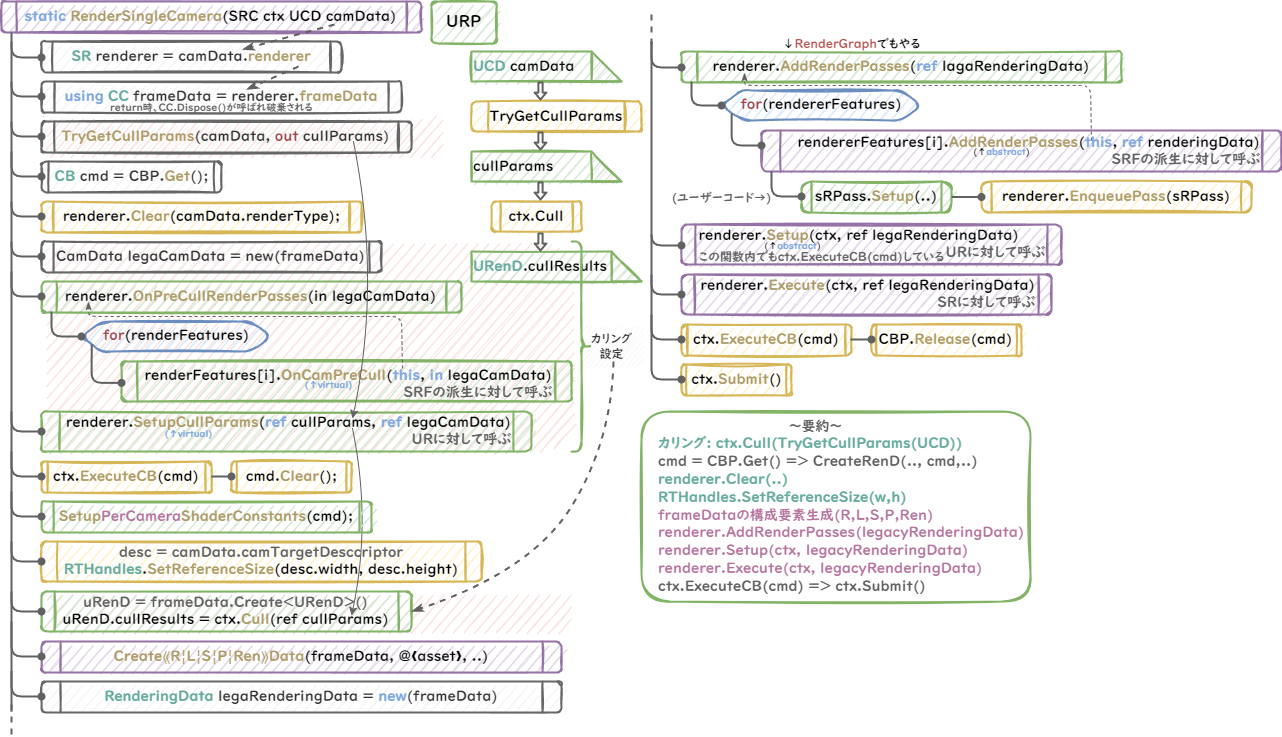 static RenderSingleCamera(SRC ctx UCD camData)
URP
SR renderer = camData.renderer
using CC frameData = renderer.frameData
return時、CC.Dispose()が呼ばれ破棄される
TryGetCullParams(camData, out cullParams)
CB cmd = CBP.Get();
renderer.Clear(camData.renderType);
CamData legaCamData = new(frameData)
renderer.OnPreCullRenderPasses(in legaCamData)
for(renderFeatures)
renderFeatures[i].OnCamPreCull(this, in legaCamData)
(↑virtual)
SRFの派生に対して呼ぶ
renderer.SetupCullParams(ref cullParams, ref legaCamData)
(↑virtual)
URに対して呼ぶ
ctx.ExecuteCB(cmd)
cmd.Clear();
SetupPerCameraShaderConstants(cmd);
desc = camData.camTargetDescriptor
RTHandles.SetReferenceSize(desc.width, desc.height)
uRenD = frameData.Create<URenD>()
uRenD.cullResults = ctx.Cull(ref cullParams)
Create⟪R¦L¦S¦P¦Ren⟫Data(frameData, @❴asset❵, ..)
RenderingData legaRenderingData = new(frameData)
UCD camData
TryGetCullParams
cullParams
ctx.Cull
URenD.cullResults
カリング
設定
↓RenderGraphでもやる
renderer.AddRenderPasses(ref lagaRenderingData)
for(rendererFeatures)
rendererFeatures[i].AddRenderPasses(this, ref renderingData)
(↑abstract)
SRFの派生に対して呼ぶ
(ユーザーコード→)
sRPass.Setup(..)
renderer.EnqueuePass(sRPass)
renderer.Setup(ctx, ref legaRenderingData)
(↑abstract)
この関数内でもctx.ExecuteCB(cmd)している
URに対して呼ぶ
renderer.Execute(ctx, ref legaRenderingData)
SRに対して呼ぶ
ctx.ExecuteCB(cmd)
CBP.Release(cmd)
ctx.Submit()
〜要約〜
カリング: ctx.Cull(TryGetCullParams(UCD))
cmd = CBP.Get() => CreateRenD(.., cmd,..)
renderer.Clear(..)
RTHandles.SetReferenceSize(w,h)
frameDataの構成要素生成(R,L,S,P,Ren)
renderer.AddRenderPasses(legacyRenderingData)
renderer.Setup(ctx, legacyRenderingData)
renderer.Execute(ctx, legacyRenderingData)
ctx.ExecuteCB(cmd) => ctx.Submit()